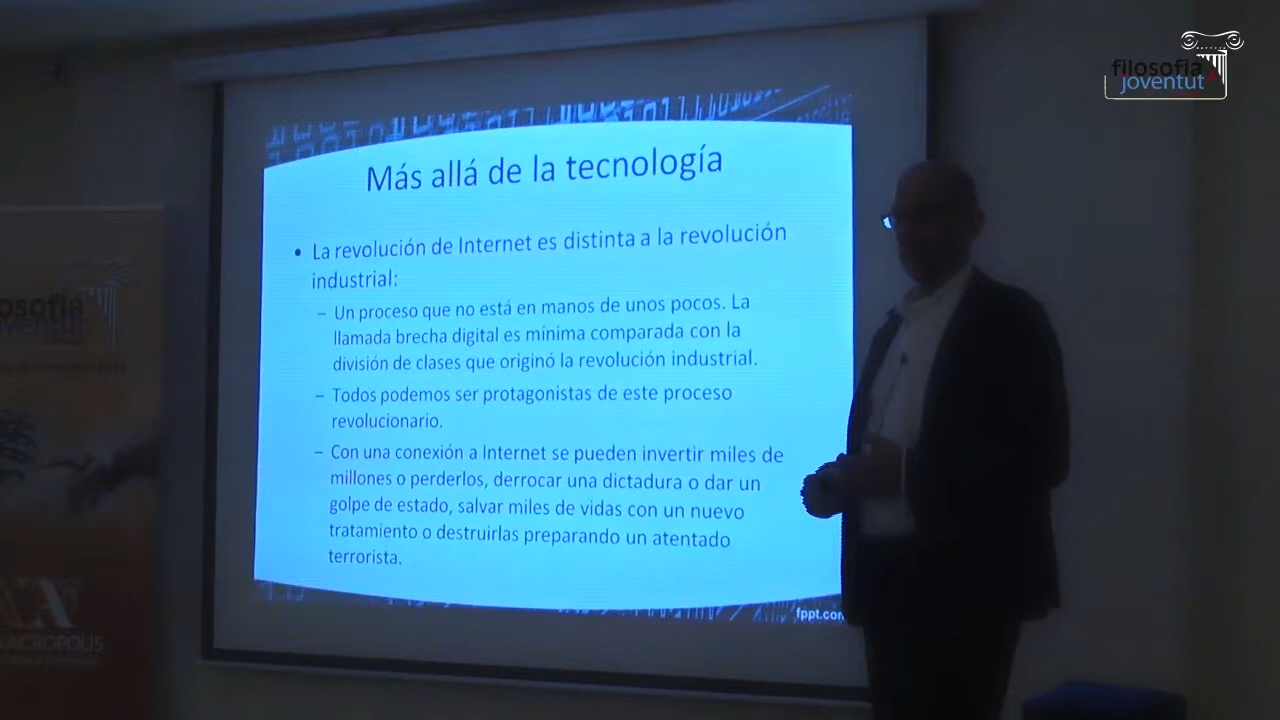 filosofia
joventut
Más allá de la tecnología
• La revolución de Internet es distinta a la revolución
industrial:
– Un proceso que no está en manos de unos pocos. La
llamada brecha digital es mínima comparada con la
división de clases que originó la revolución industrial.
– Todos podemos ser protagonistas de este proceso
revolucionario.
– Con una conexión a Internet se pueden invertir miles de
millones o perderlos, derrocar una dictadura o dar un
golpe de estado, salvar miles de vidas con un nuevo
tratamiento o destruirlas preparando un atentado
terrorista.
fppt.com